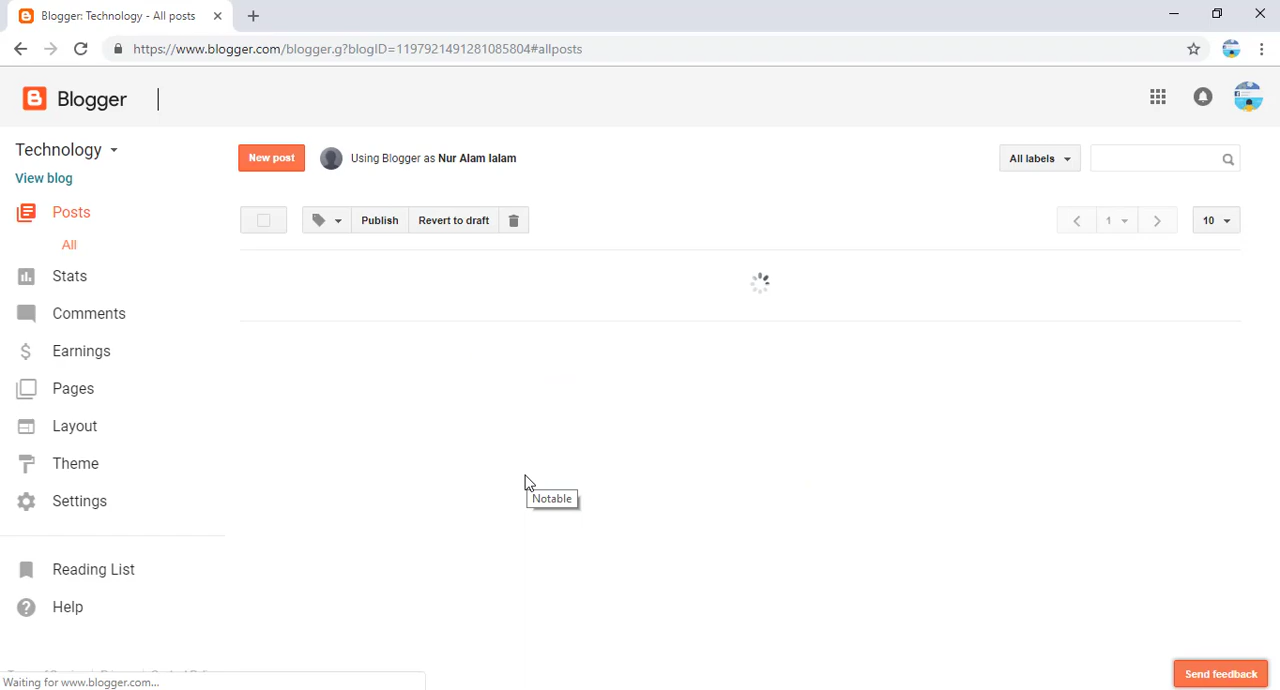 Blogger: Technology - All posts
https://www.blogger.com/blogger.g?blogID=1197921491281085804#allposts
Blogger
Technology
View blog
New post
Using Blogger as Nur Alam Ialam
All labels
Posts
All
Publish
Revert to draft
1
10
Stats
Comments
Earnings
Pages
Layout
Theme
Settings
Notable
Reading List
Help
Send feedback
Waiting for www.blogger.com...